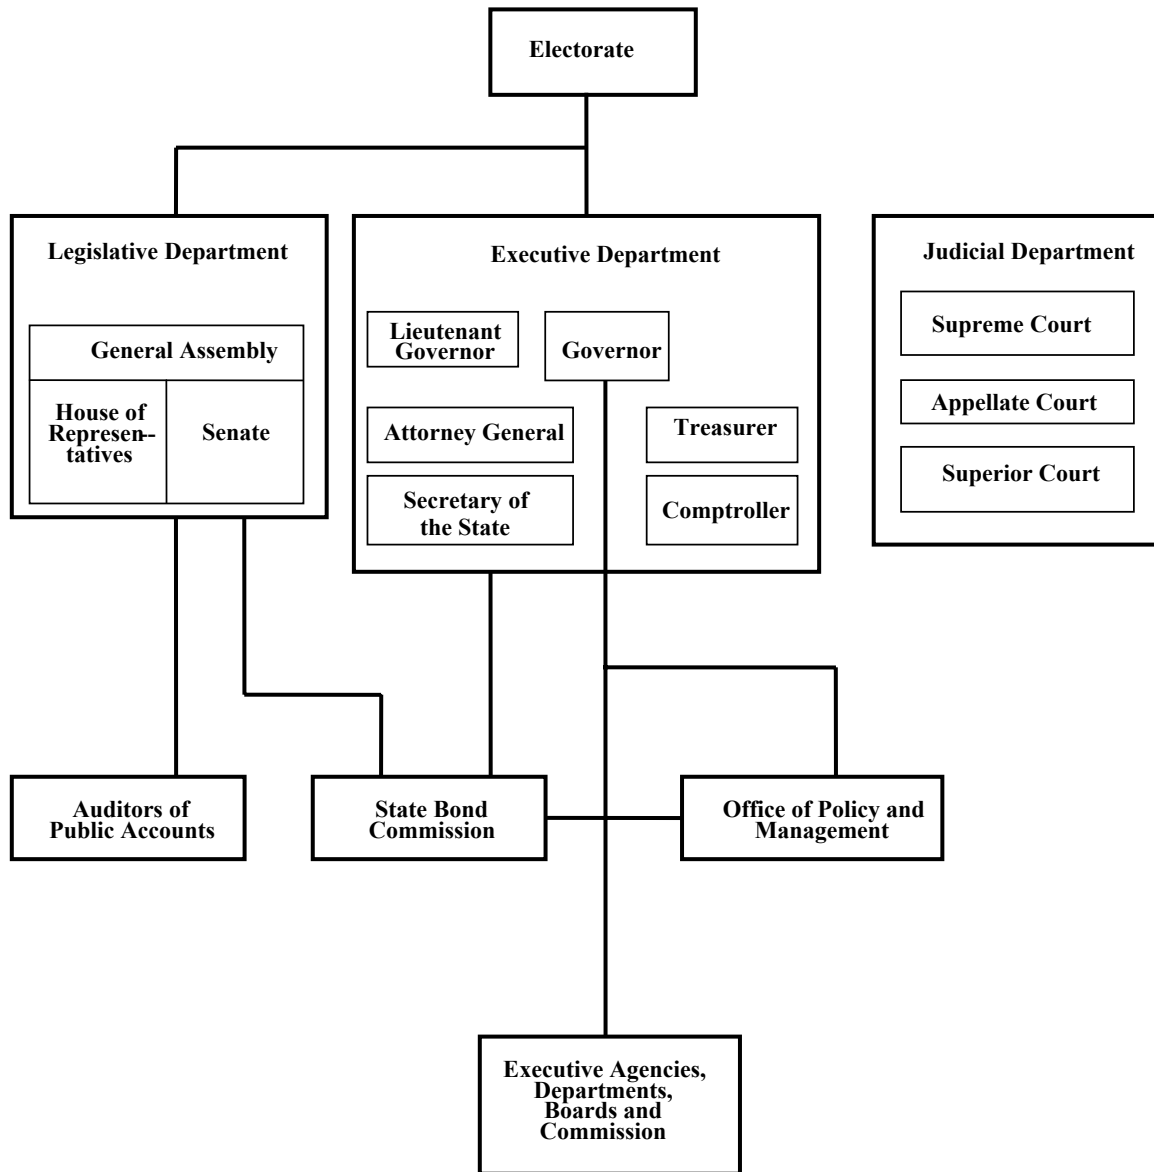 Electorate
Legislative Department
General Assembly
House of
Represen--
tatives
Senate
Executive Department
Lieutenant
Governor
Governor
Attorney General
Treasurer
Secretary of
the State
Comptroller
Judicial Department
Supreme Court
Appellate Court
Superior Court
Auditors of
Public Accounts
State Bond
Commission
Office of Policy and
Management
Executive Agencies,
Departments,
Boards and
Commission